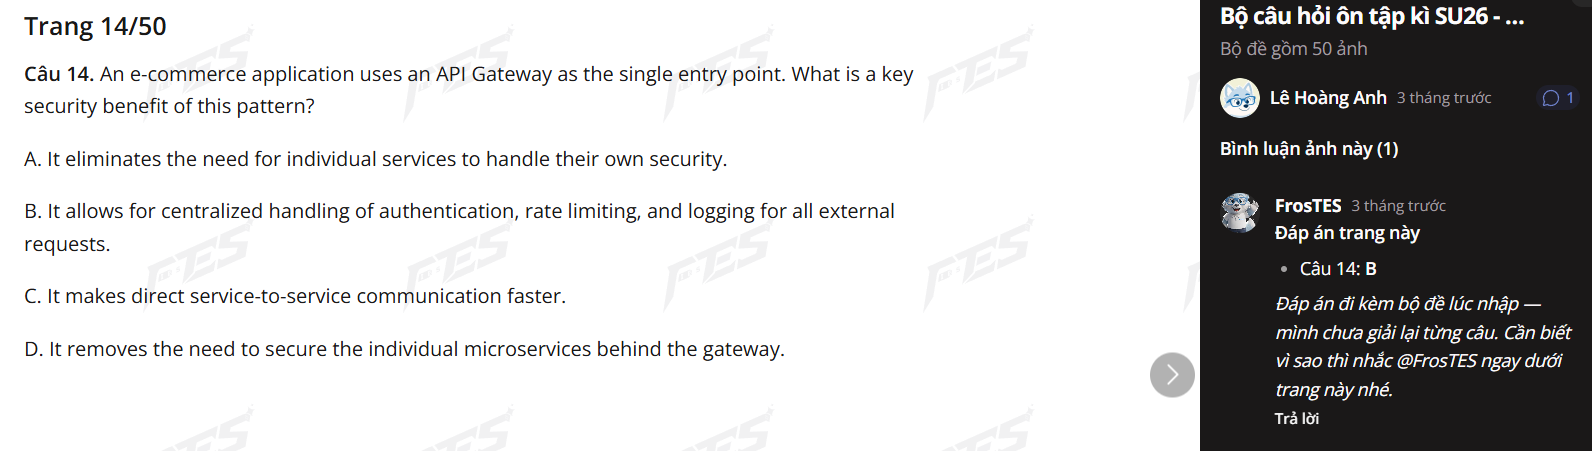 Trang 14/50
Câu 14. An e-commerce application uses an API Gateway as the single entry point. What is a key
security benefit of this pattern?
A. It eliminates the need for individual services to handle their own security.
B. It allows for centralized handling of authentication, rate limiting, and logging for all external
requests.
C. It makes direct service-to-service communication faster.
D. It removes the need to secure the individual microservices behind the gateway.
Bộ câu hỏi ôn tập kì SU26 - ...
Bộ đề gồm 50 ảnh
Lê Hoàng Anh 3 tháng trước 1
Bình luận ảnh này (1)
FrosTES 3 tháng trước
Đáp án trang này
• Câu 14: B
Đáp án đi kèm bộ đề lúc nhập —
mình chưa giải lại từng câu. Cần biết
vì sao thì nhắc @FrosTES ngay dưới
trang này nhé.
Trả lời